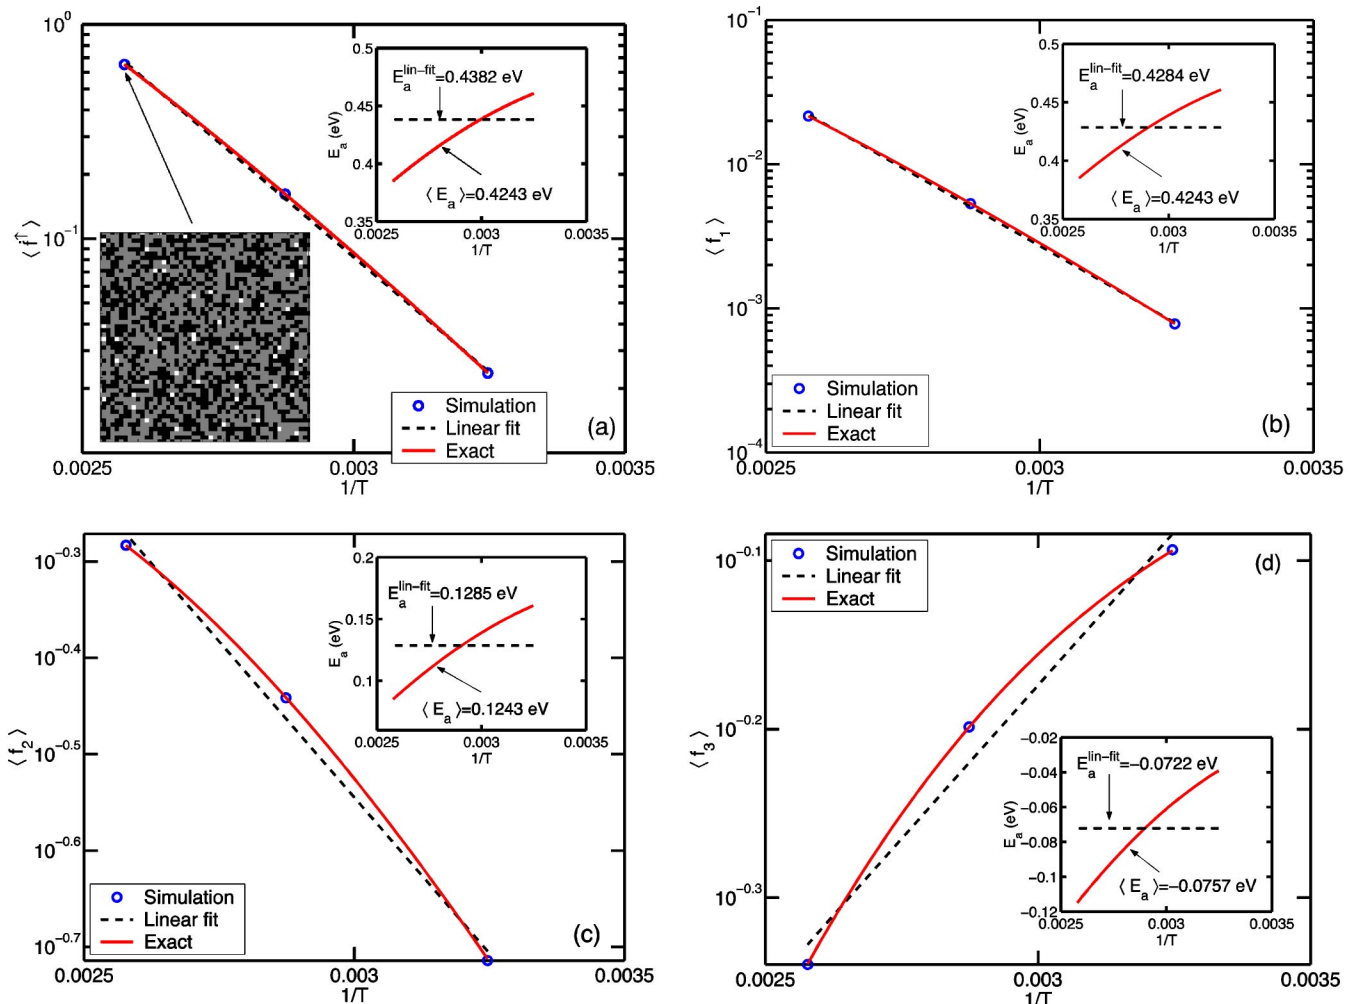 10^0
10^-1
⟨ḟ^↑⟩
0.5
0.45
0.4
0.35
E_a (eV)
E_a^lin−fit=0.4382 eV
⟨ E_a ⟩=0.4243 eV
0.0025
0.003
0.0035
1/T
Simulation
Linear fit
Exact
(a)
0.0025
0.003
0.0035
1/T
10^-1
10^-2
10^-3
10^-4
⟨ f_1 ⟩
0.5
0.45
0.4
0.35
E_a (eV)
E_a^lin−fit=0.4284 eV
⟨ E_a ⟩=0.4243 eV
0.0025
0.003
0.0035
1/T
Simulation
Linear fit
Exact
(b)
0.0025
0.003
0.0035
1/T
10^-0.3
10^-0.4
10^-0.5
10^-0.6
10^-0.7
⟨ f_2 ⟩
0.2
0.15
0.1
E_a (eV)
E_a^lin−fit=0.1285 eV
⟨ E_a ⟩=0.1243 eV
0.0025
0.003
0.0035
1/T
Simulation
Linear fit
Exact
(c)
0.0025
0.003
0.0035
1/T
10^-0.1
10^-0.2
10^-0.3
⟨ f_3 ⟩
Simulation
Linear fit
Exact
(d)
−0.02
−0.04
−0.06
−0.08
−0.1
−0.12
E_a (eV)
E_a^lin−fit=−0.0722 eV
⟨ E_a ⟩=−0.0757 eV
0.0025
0.003
0.0035
1/T
0.0025
0.003
0.0035
1/T